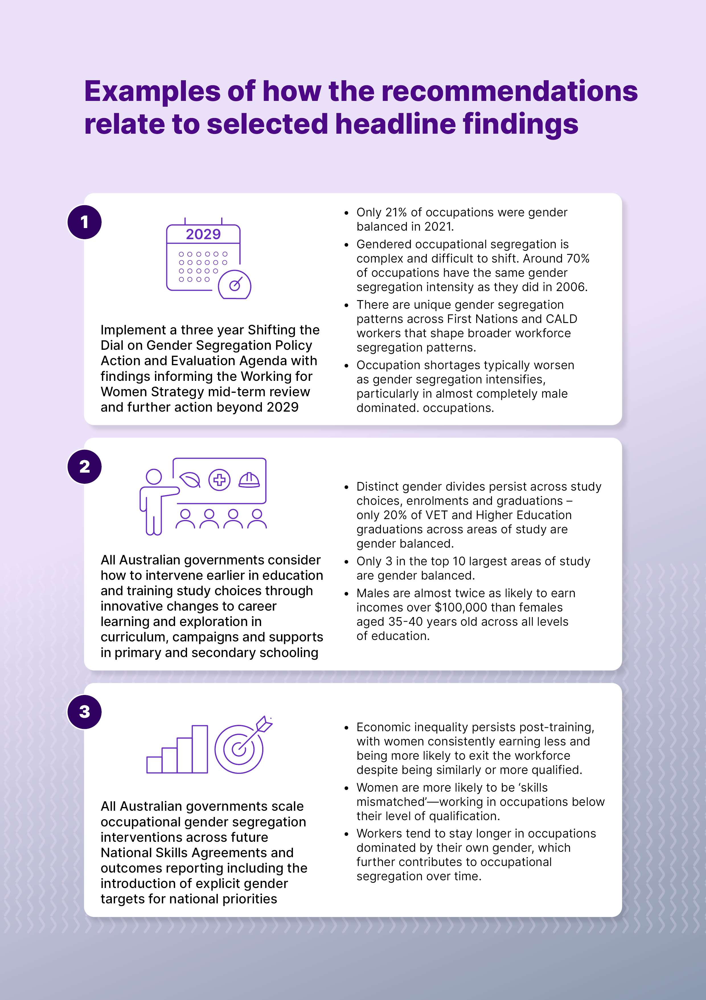 Examples of how the recommendations
relate to selected headline findings
1
2029
Implement a three year Shifting the
Dial on Gender Segregation Policy
Action and Evaluation Agenda with
findings informing the Working for
Women Strategy mid-term review
and further action beyond 2029
• Only 21% of occupations were gender
balanced in 2021.
• Gendered occupational segregation is
complex and difficult to shift. Around 70%
of occupations have the same gender
segregation intensity as they did in 2006.
• There are unique gender segregation
patterns across First Nations and CALD
workers that shape broader workforce
segregation patterns.
• Occupation shortages typically worsen
as gender segregation intensifies,
particularly in almost completely male
dominated. occupations.
2
All Australian governments consider
how to intervene earlier in education
and training study choices through
innovative changes to career
learning and exploration in
curriculum, campaigns and supports
in primary and secondary schooling
• Distinct gender divides persist across study
choices, enrolments and graduations –
only 20% of VET and Higher Education
graduations across areas of study are
gender balanced.
• Only 3 in the top 10 largest areas of study
are gender balanced.
• Males are almost twice as likely to earn
incomes over $100,000 than females
aged 35-40 years old across all levels
of education.
3
All Australian governments scale
occupational gender segregation
interventions across future
National Skills Agreements and
outcomes reporting including the
introduction of explicit gender
targets for national priorities
• Economic inequality persists post-training,
with women consistently earning less and
being more likely to exit the workforce
despite being similarly or more qualified.
• Women are more likely to be ‘skills
mismatched’—working in occupations below
their level of qualification.
• Workers tend to stay longer in occupations
dominated by their own gender, which
further contributes to occupational
segregation over time.